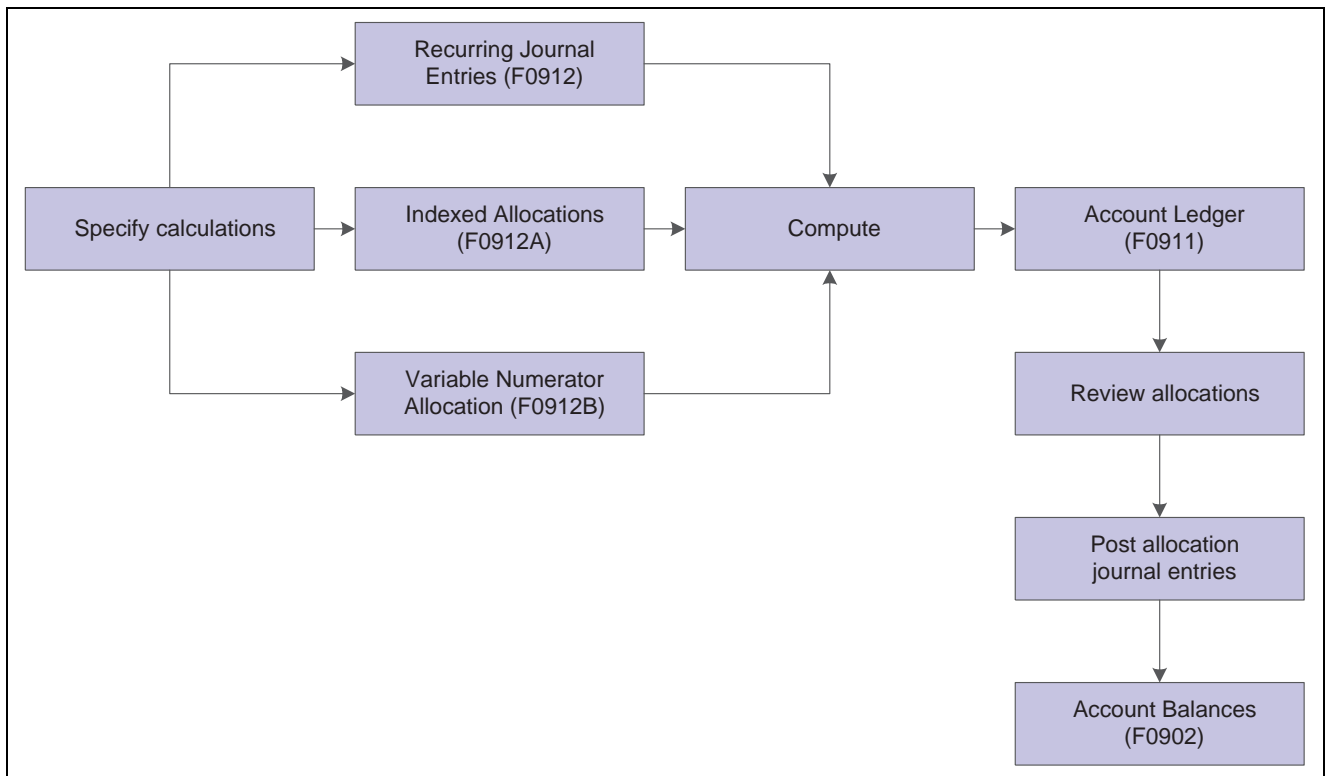 Recurring Journal
Entries (F0912)
Specify calculations
Indexed Allocations
(F0912A)
Compute
Account Ledger
(F0911)
Variable Numerator
Allocation (F0912B)
Review allocations
Post allocation
journal entries
Account Balances
(F0902)